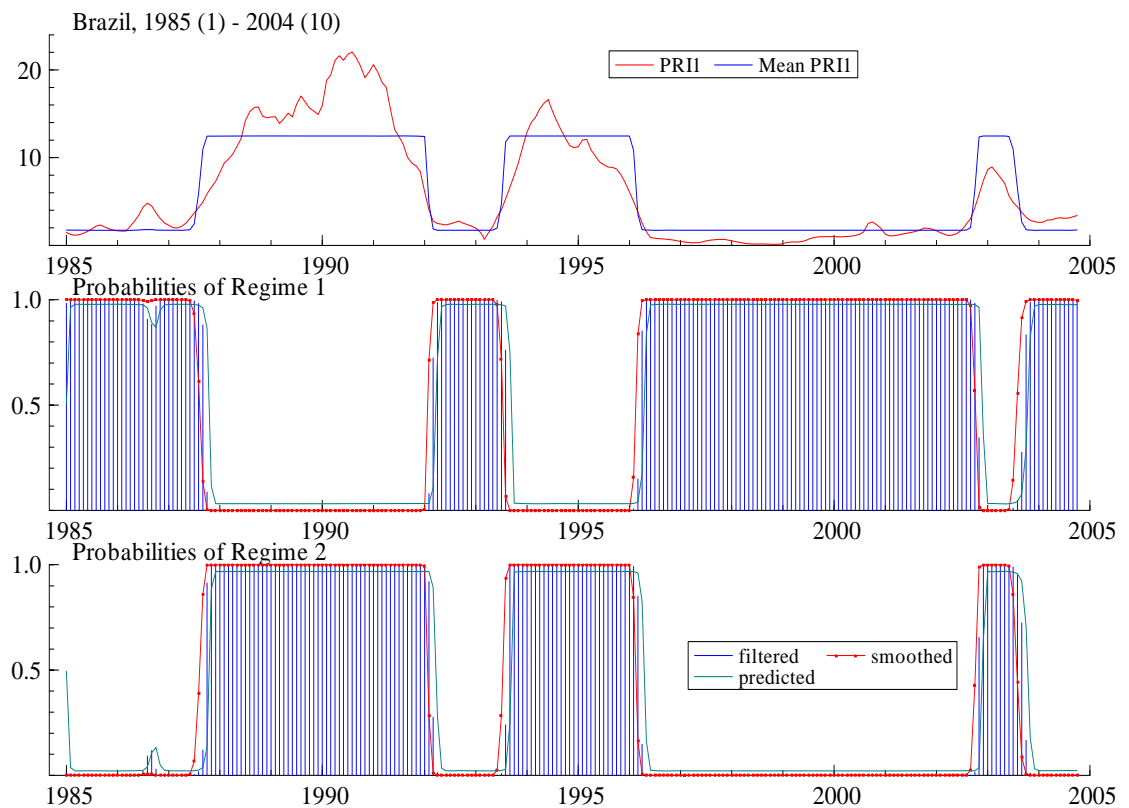 Brazil, 1985 (1) - 2004 (10)
PRI1 Mean PRI1
20
10
1985 1990 1995 2000 2005
Probabilities of Regime 1
1.0
0.5
1985 1990 1995 2000 2005
Probabilities of Regime 2
1.0
0.5
filtered smoothed
predicted
1985 1990 1995 2000 2005